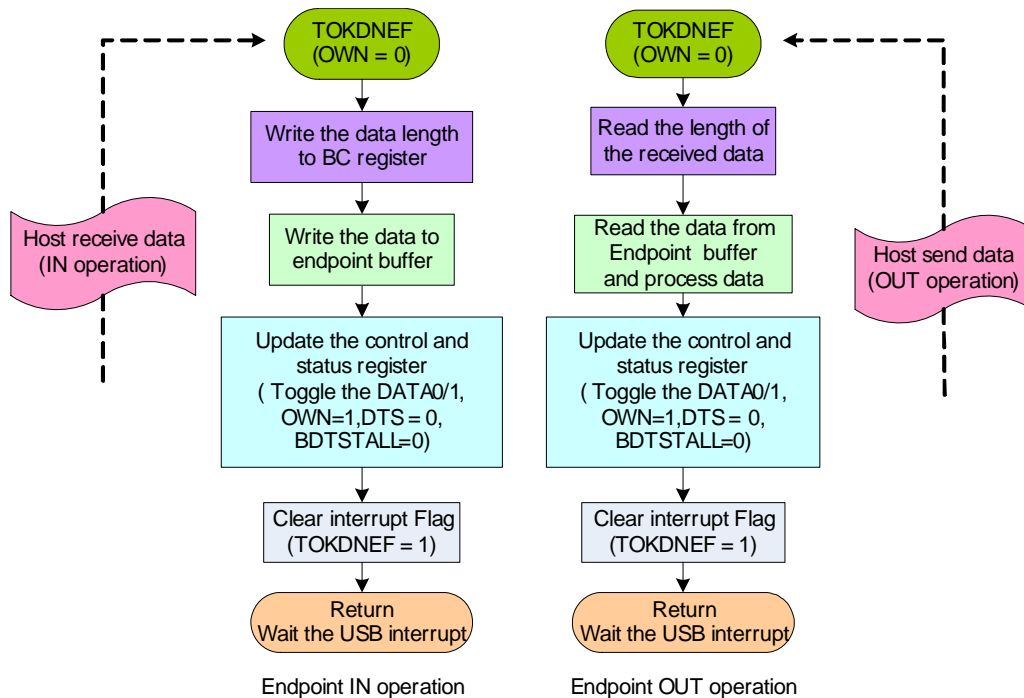 TOKDNEF
(OWN = 0)
Write the data length
to BC register
Host receive data
(IN operation)
Write the data to
endpoint buffer
Update the control and
status register
( Toggle the DATA0/1,
OWN=1,DTS = 0,
BDTSTALL=0)
Clear interrupt Flag
(TOKDNEF = 1)
Return
Wait the USB interrupt
Endpoint IN operation
TOKDNEF
(OWN = 0)
Read the length of
the received data
Read the data from
Endpoint buffer
and process data
Host send data
(OUT operation)
Update the control and
status register
( Toggle the DATA0/1,
OWN=1,DTS = 0,
BDTSTALL=0)
Clear interrupt Flag
(TOKDNEF = 1)
Return
Wait the USB interrupt
Endpoint OUT operation